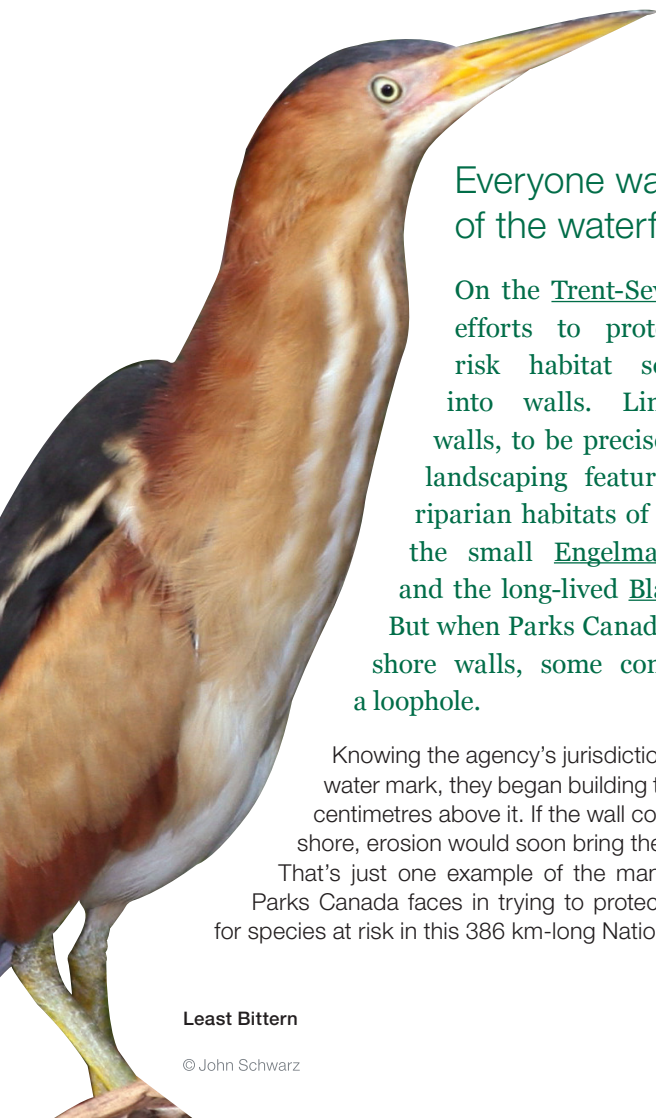 Everyone wa
of the waterf
On the Trent-Sev
efforts to prot
risk habitat s
into walls. Li
walls, to be precis
landscaping featur
riparian habitats of
the small Engelma
and the long-lived Bla
But when Parks Canad
shore walls, some con
a loophole.
Knowing the agency’s jurisdictio
water mark, they began building
centimetres above it. If the wall co
shore, erosion would soon bring the
That’s just one example of the mar
Parks Canada faces in trying to protec
for species at risk in this 386 km-long Natio
Least Bittern
© John Schwarz